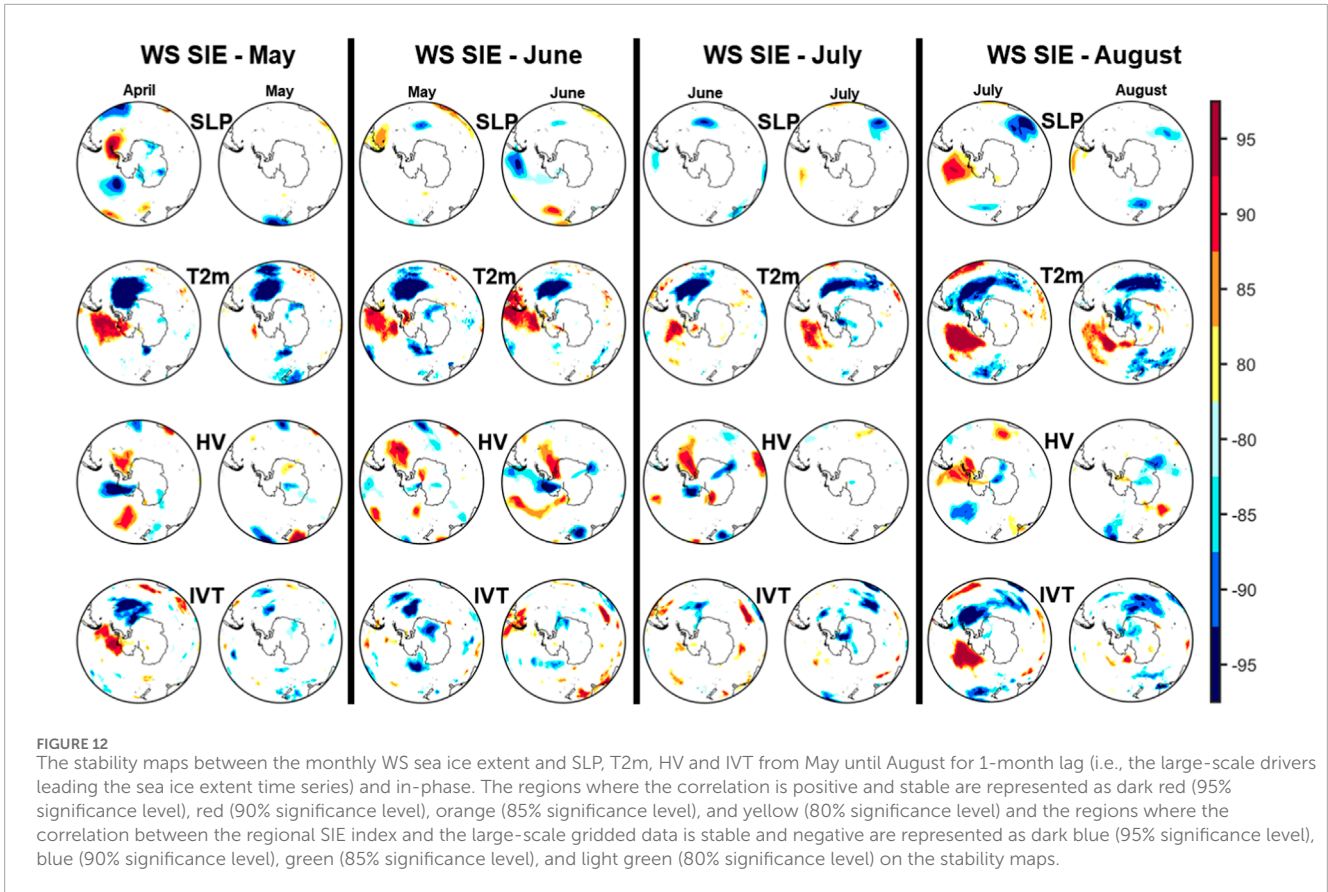 WS SIE - May
WS SIE - June
WS SIE - July
WS SIE - August
April
May
May
June
June
July
July
August
SLP
SLP
SLP
SLP
T2m
T2m
T2m
T2m
HV
HV
HV
HV
IVT
IVT
IVT
IVT
95
90
85
80
-80
-85
-90
-95
FIGURE 12
The stability maps between the monthly WS sea ice extent and SLP, T2m, HV and IVT from May until August for 1-month lag (i.e., the large-scale drivers
leading the sea ice extent time series) and in-phase. The regions where the correlation is positive and stable are represented as dark red (95%
significance level), red (90% significance level), orange (85% significance level), and yellow (80% significance level) and the regions where the
correlation between the regional SIE index and the large-scale gridded data is stable and negative are represented as dark blue (95% significance level),
blue (90% significance level), green (85% significance level), and light green (80% significance level) on the stability maps.